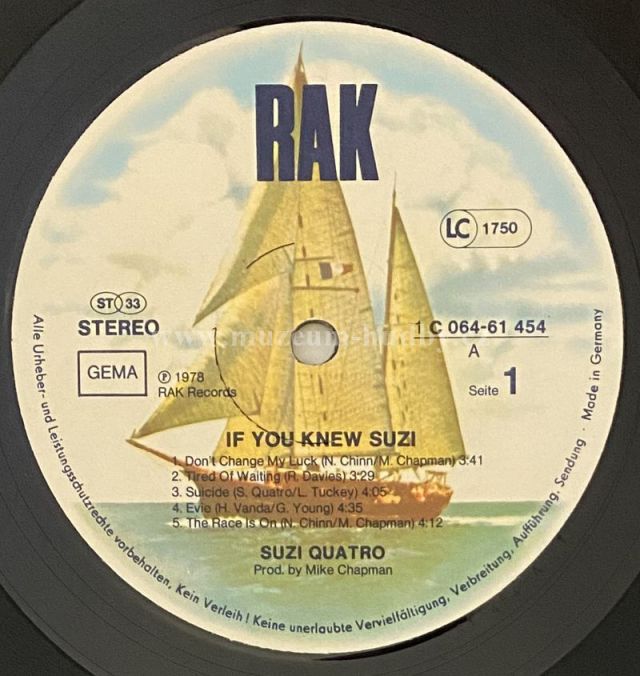 RAK
LC 1750
ST 33
STEREO
1 C 064-61 454
A
GEMA
℗ 1978
RAK Records
Seite 1
IF YOU KNEW SUZI
1. Don't Change My Luck (N. Chinn/M. Chapman) 3:41
2. Tired Of Waiting (R. Davies) 3:29
3. Suicide (S. Quatro/L. Tuckey) 4:05
4. Evie (H. Vanda/G. Young) 4:35
5. The Race Is On (N. Chinn/M. Chapman) 4:12
SUZI QUATRO
Prod. by Mike Chapman
Alle Urheber- und Leistungsschutzrechte vorbehalten. Kein Verleih! Keine unerlaubte Vervielfältigung, Verbreitung, Aufführung, Sendung · Made in Germany